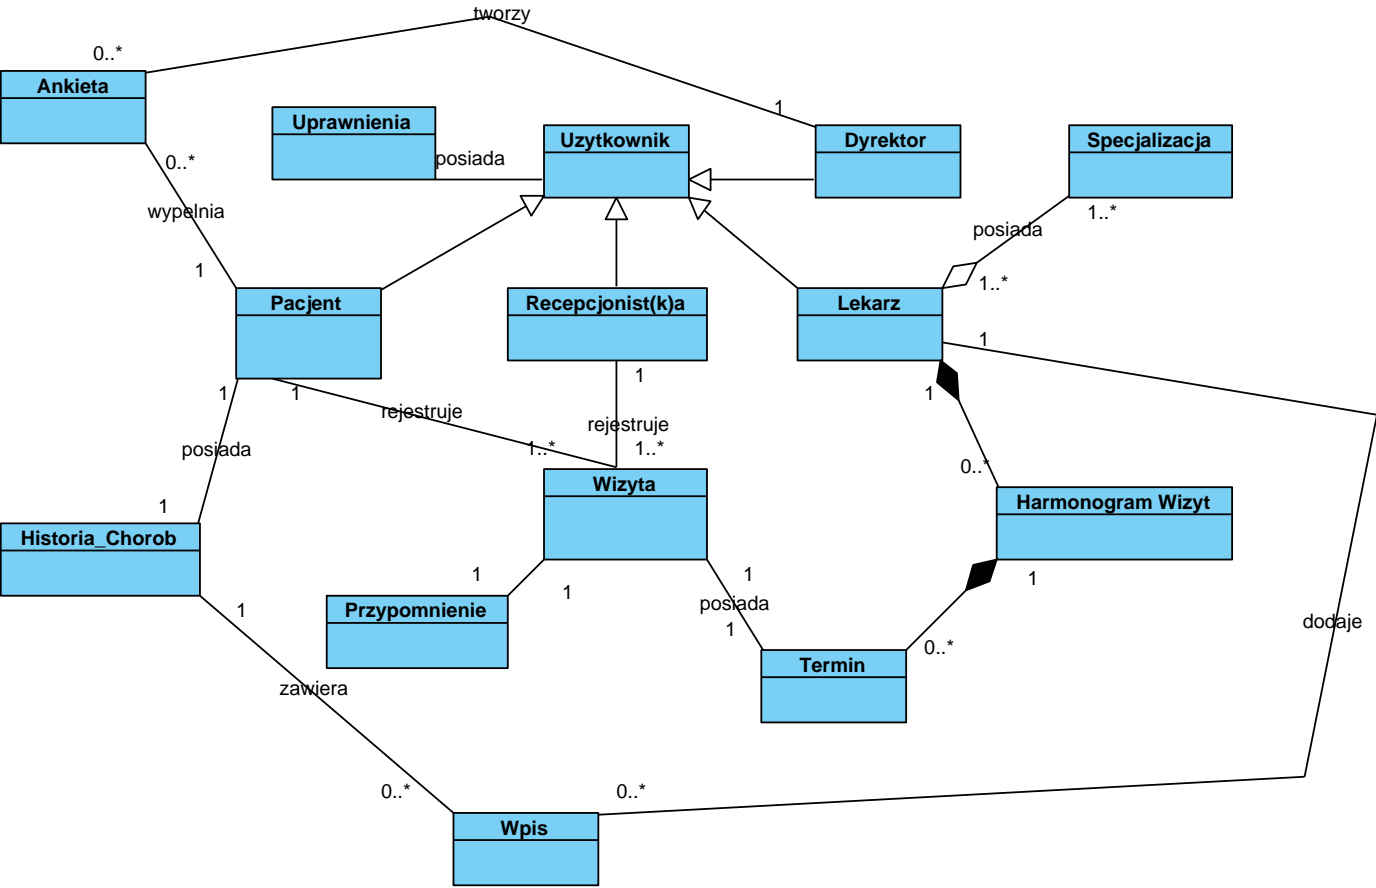 tworzy
0..*
Ankieta
1
Uprawnienia
Uzytkownik
Dyrektor
Specjalizacja
0..*
posiada
wypelnia
1..*
posiada
1
1..*
Pacjent
Recepcjonist(k)a
Lekarz
1
1
1
1
1
rejestruje
rejestruje
posiada
1..*
1..*
0..*
1
Wizyta
Harmonogram Wizyt
Historia_Chorob
1
1
1
1
posiada
1
Przypomnienie
1
dodaje
0..*
Termin
zawiera
0..*
0..*
Wpis